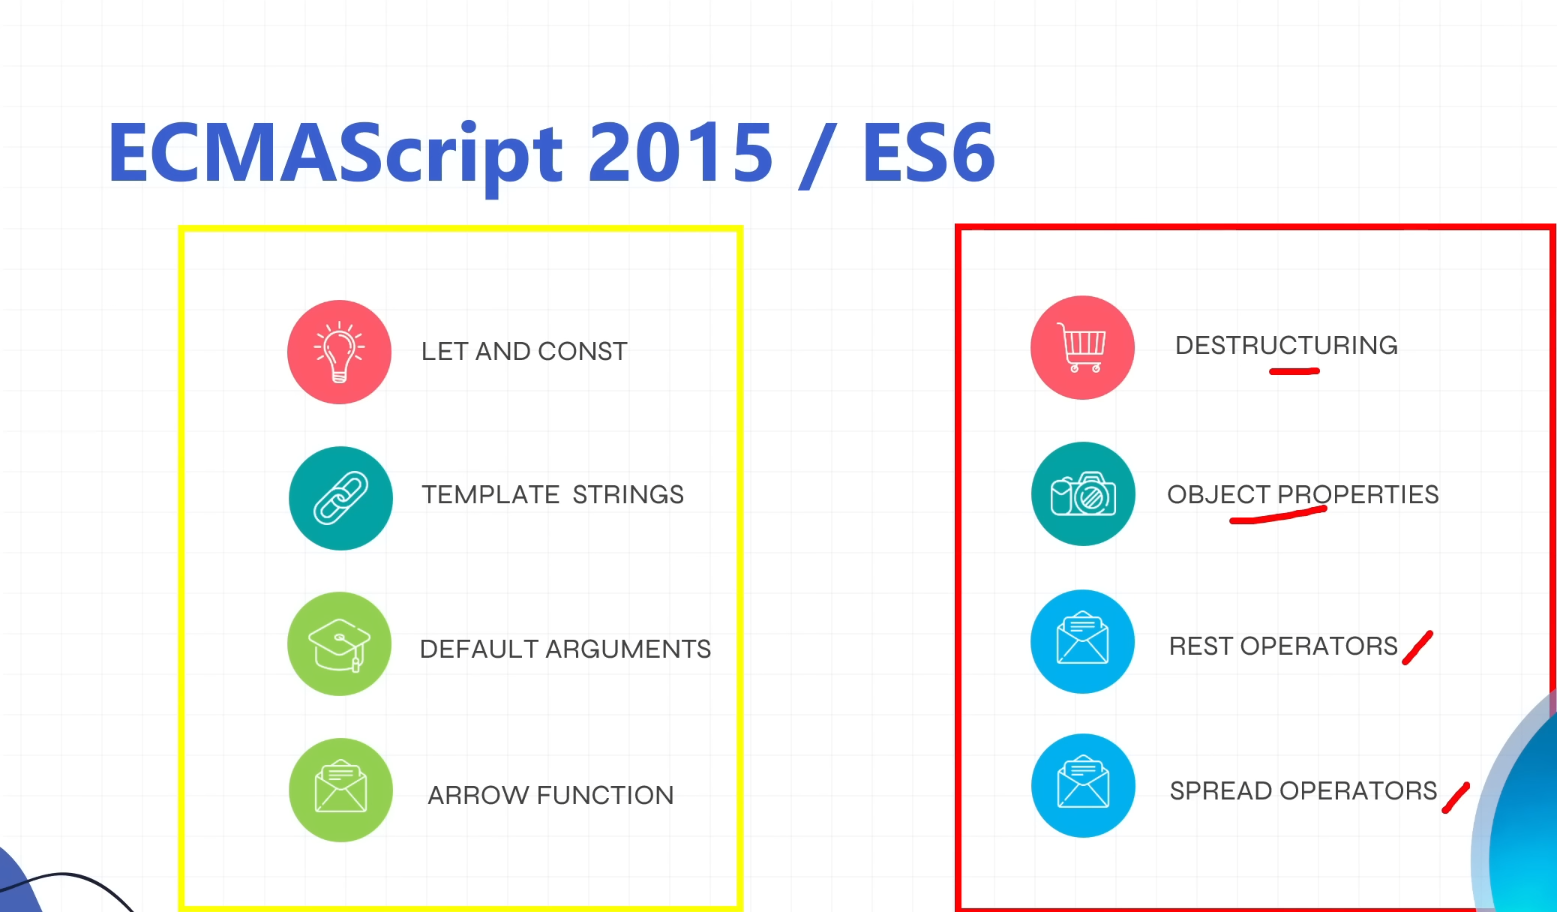 ECMAScript 2015 / ES6
LET AND CONST
TEMPLATE STRINGS
DEFAULT ARGUMENTS
ARROW FUNCTION
DESTRUCTURING
OBJECT PROPERTIES
REST OPERATORS
SPREAD OPERATORS